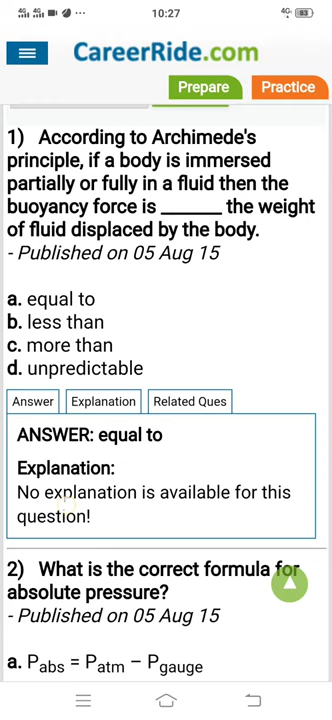 10:27
4G 83
CareerRide.com
Prepare Practice
1) According to Archimede's
principle, if a body is immersed
partially or fully in a fluid then the
buoyancy force is _______ the weight
of fluid displaced by the body.
- Published on 05 Aug 15
a. equal to
b. less than
c. more than
d. unpredictable
Answer Explanation Related Ques
ANSWER: equal to
Explanation:
No explanation is available for this
question!
2) What is the correct formula for
absolute pressure?
- Published on 05 Aug 15
a. Pabs = Patm − Pgauge